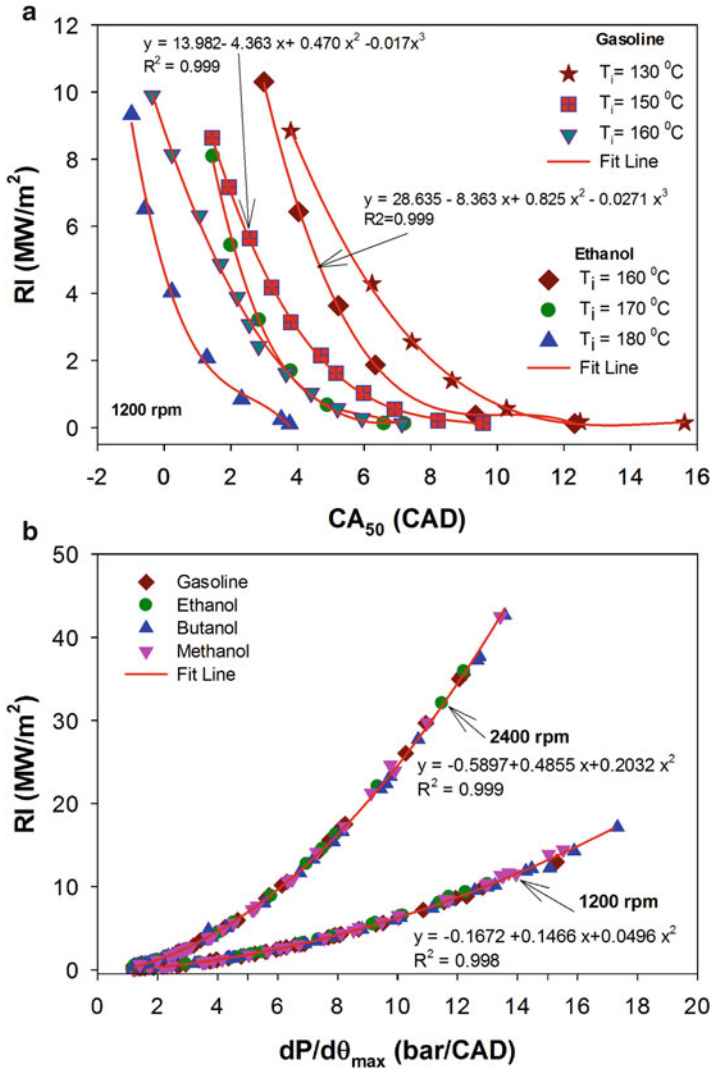 a
y = 13.982- 4.363 x+ 0.470 x² -0.017x³
R² = 0.999
Gasoline
Tᵢ= 130 ⁰C
Tᵢ= 150 ⁰C
Tᵢ= 160 ⁰C
Fit Line
y = 28.635 - 8.363 x+ 0.825 x² - 0.0271 x³
R2=0.999
Ethanol
Tᵢ= 160 ⁰C
Tᵢ= 170 ⁰C
Tᵢ= 180 ⁰C
Fit Line
1200 rpm
12
10
8
6
4
2
0
RI (MW/m²)
-2 0 2 4 6 8 10 12 14 16
CA₅₀ (CAD)
b
Gasoline
Ethanol
Butanol
Methanol
Fit Line
2400 rpm
y = -0.5897+0.4855 x+0.2032 x²
R² = 0.999
1200 rpm
y = -0.1672 +0.1466 x+0.0496 x²
R² = 0.998
50
40
30
20
10
0
RI (MW/m²)
0 2 4 6 8 10 12 14 16 18 20
dP/dθmax (bar/CAD)